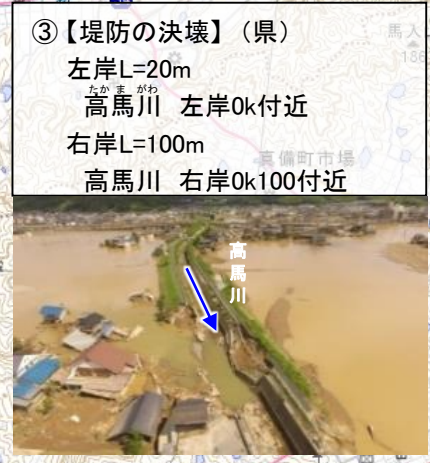 ③【堤防の決壊】（県）
左岸L=20m
たかまがわ
高馬川 左岸0k付近
右岸L=100m
高馬川 右岸0k100付近
真備町市場
馬入
高馬川